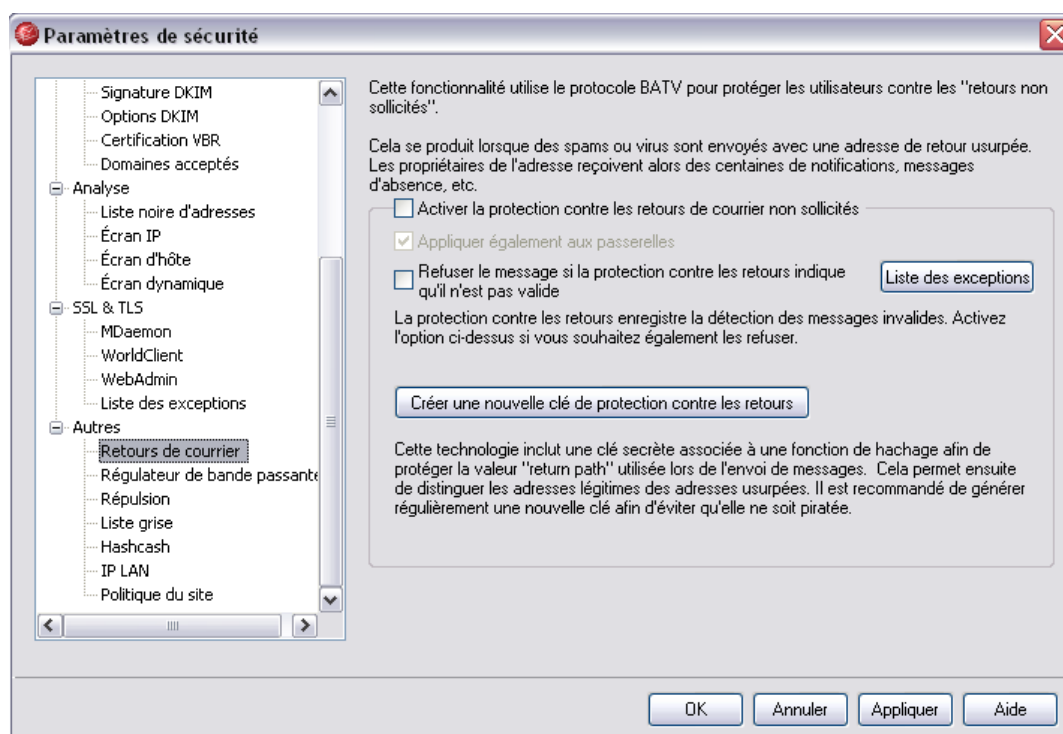 Paramètres de sécurité
Signature DKIM
Options DKIM
Certification VBR
Domaines acceptés
Analyse
Liste noire d'adresses
Écran IP
Écran d'hôte
Écran dynamique
SSL & TLS
MDaemon
WorldClient
WebAdmin
Liste des exceptions
Autres
Retours de courrier
Régulateur de bande passante
Répulsion
Liste grise
Hashcash
IP LAN
Politique du site
Cette fonctionnalité utilise le protocole BATV pour protéger les utilisateurs contre les "retours non
sollicités".
Cela se produit lorsque des spams ou virus sont envoyés avec une adresse de retour usurpée.
Les propriétaires de l'adresse reçoivent alors des centaines de notifications, messages
d'absence, etc.
Activer la protection contre les retours de courrier non sollicités
Appliquer également aux passerelles
Refuser le message si la protection contre les retours indique
qu'il n'est pas valide
Liste des exceptions
La protection contre les retours enregistre la détection des messages invalides. Activez
l'option ci-dessus si vous souhaitez également les refuser.
Créer une nouvelle clé de protection contre les retours
Cette technologie inclut une clé secrète associée à une fonction de hachage afin de
protéger la valeur "return path" utilisée lors de l'envoi de messages. Cela permet ensuite
de distinguer les adresses légitimes des adresses usurpées. Il est recommandé de générer
régulièrement une nouvelle clé afin d'éviter qu'elle ne soit piratée.
OK
Annuler
Appliquer
Aide